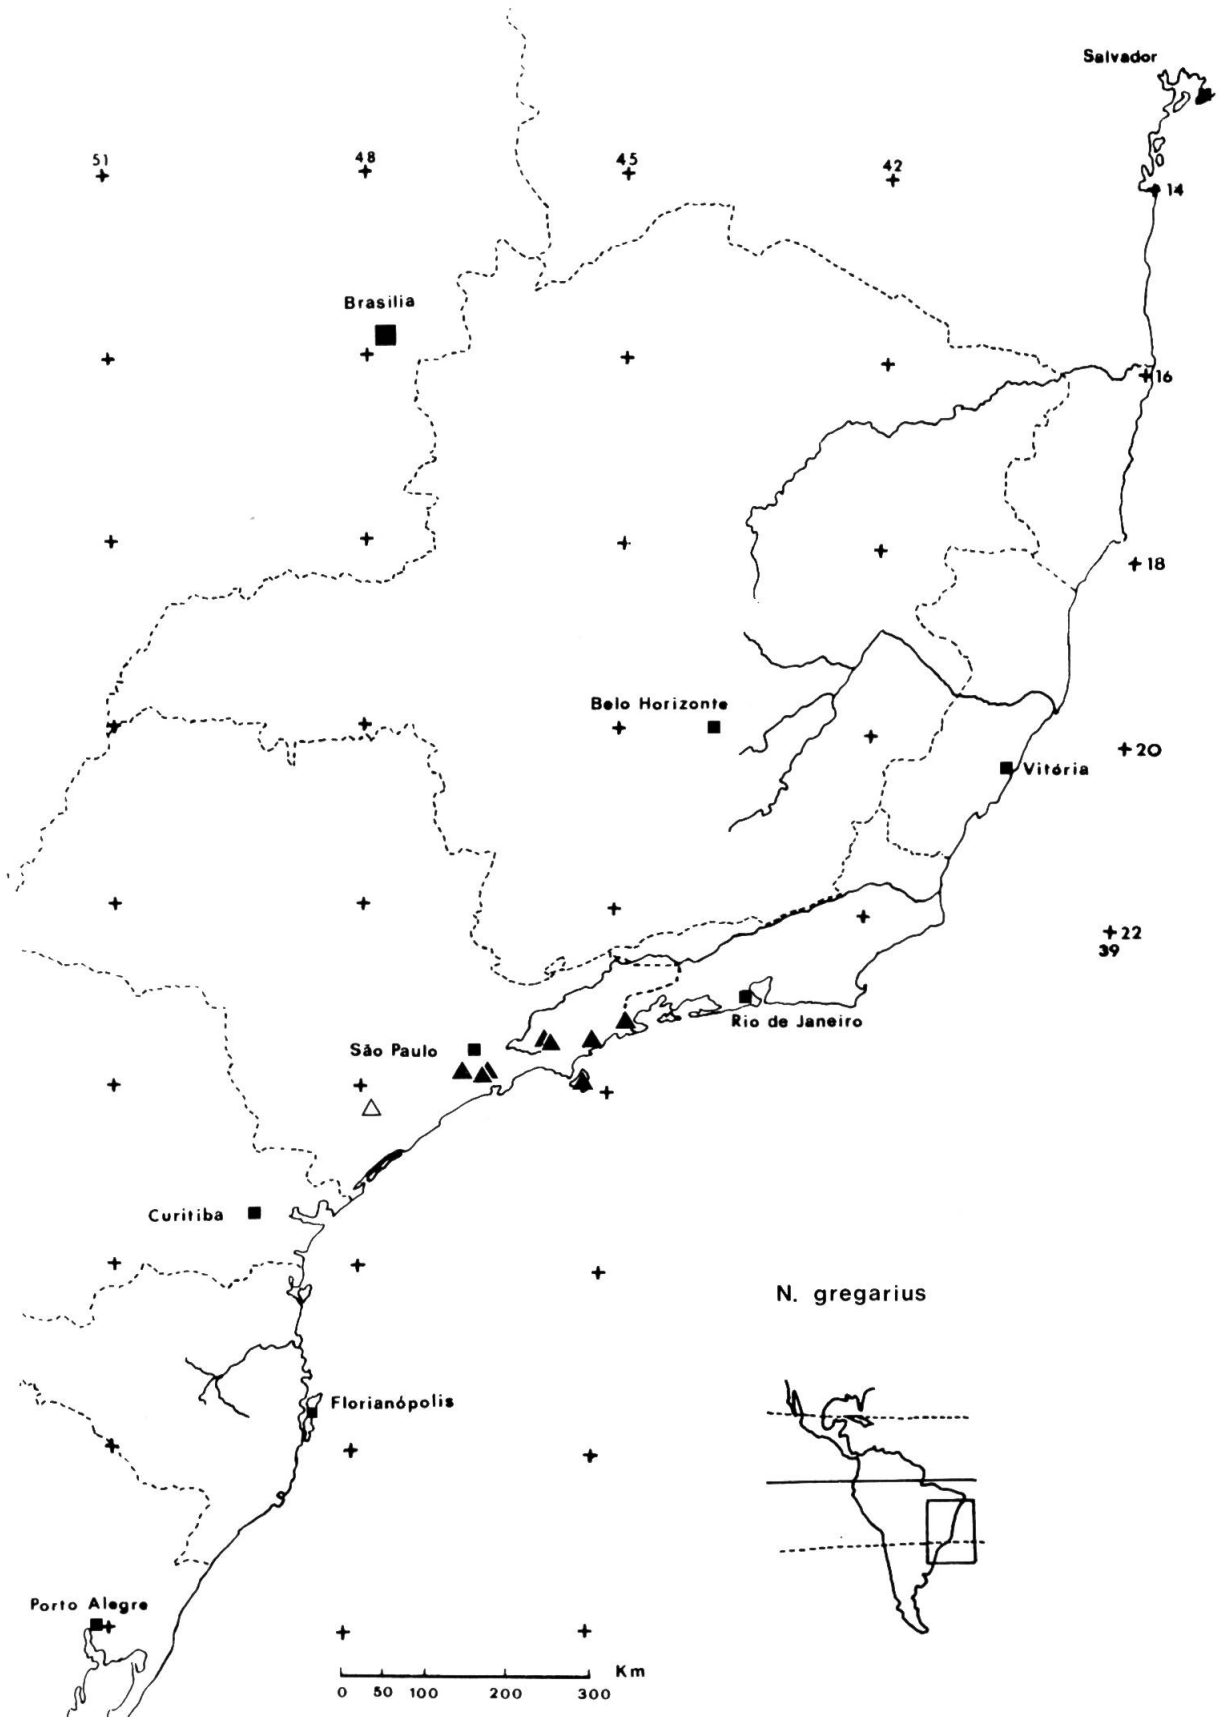 Salvador
51 48 45 42
14
Brasilia
16
18
Belo Horizonte
20
Vitória
22
39
Rio de Janeiro
São Paulo
Curitiba
N. gregarius
Florianópolis
Porto Alegre
Km
0 50 100 200 300